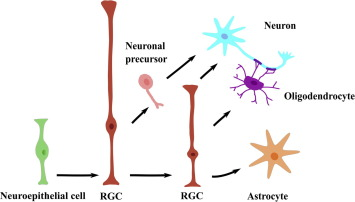 Neuron
Neuronal
precursor
Oligodendrocyte
Neuroepithelial cell
RGC
RGC
Astrocyte